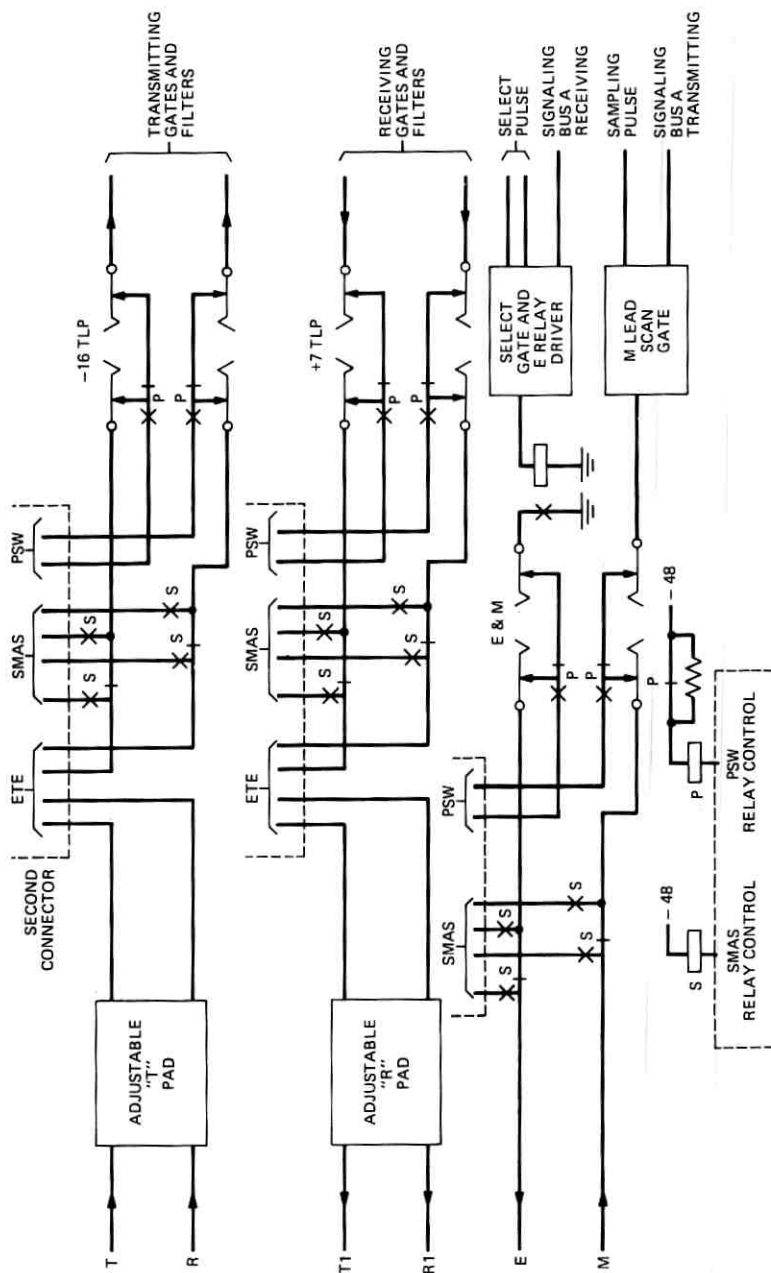 T
R
ADJUSTABLE
"T"
PAD
SECOND
CONNECTOR
ETE
SMAS
PSW
S
S
S
S
P
P
−16 TLP
TRANSMITTING
GATES AND
FILTERS
T1
R1
ADJUSTABLE
"R"
PAD
ETE
SMAS
PSW
S
S
S
S
P
P
+7 TLP
RECEIVING
GATES AND
FILTERS
E
M
SMAS
PSW
S
S
S
S
P
P
E & M
SELECT
GATE AND
E RELAY
DRIVER
SELECT
PULSE
SIGNALING
BUS A
RECEIVING
M LEAD
SCAN
GATE
SAMPLING
PULSE
SIGNALING
BUS A
TRANSMITTING
S
−48
SMAS
RELAY CONTROL
P
P
−48
PSW
RELAY CONTROL